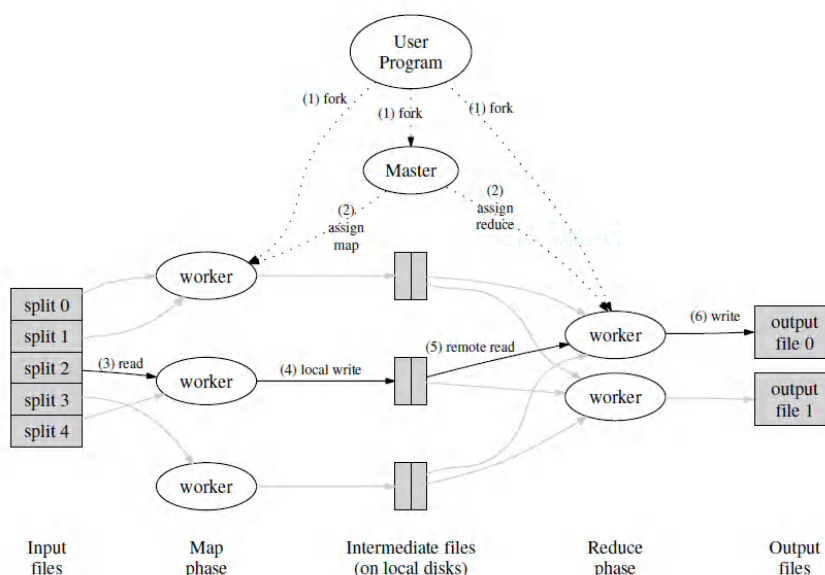 User
Program
(1) fork
(1) fork
(1) fork
Master
(2)
assign
map
(2)
assign
reduce
worker
split 0
split 1
split 2
split 3
split 4
(3) read
worker
(4) local write
(5) remote read
worker
(6) write
output
file 0
worker
output
file 1
worker
Input
files
Map
phase
Intermediate files
(on local disks)
Reduce
phase
Output
files